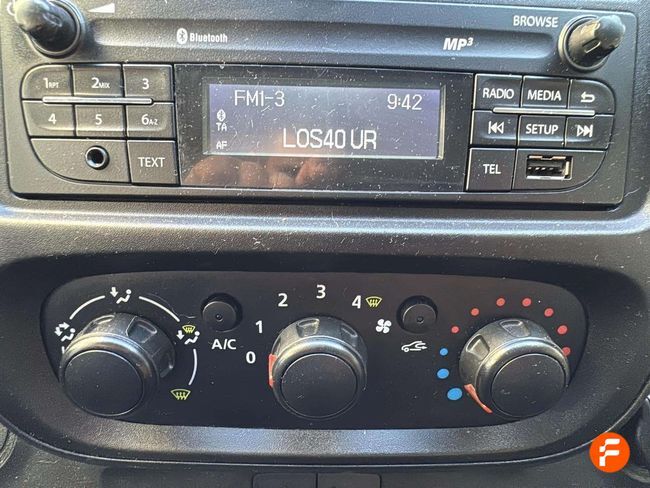 BROWSE
Bluetooth
MP3
1RPT 2MIX 3
4 5 6A-Z
TEXT
FM1-3 9:42
TA
AF
LOS40 UR
RADIO MEDIA
SETUP
TEL
0 1 2 3 4
A/C
F